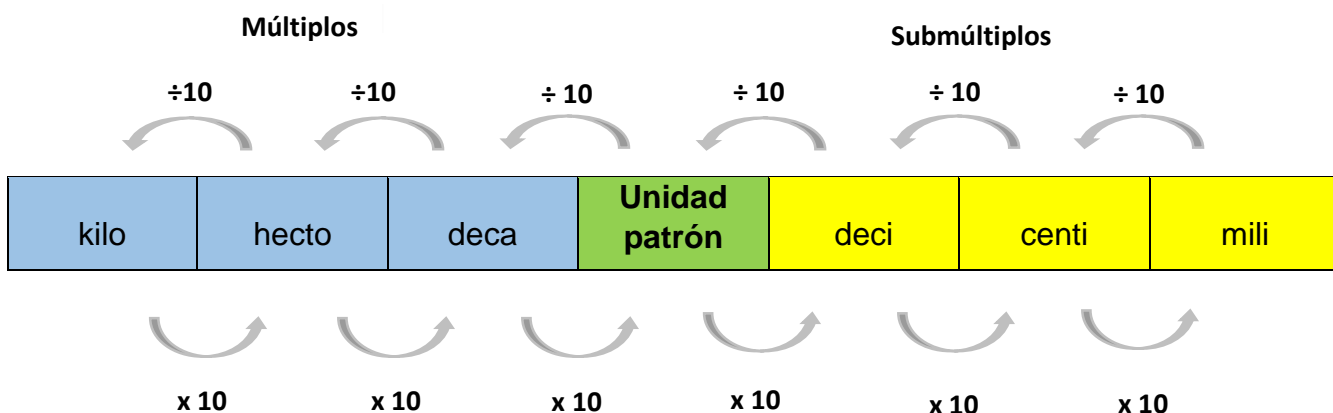 Múltiplos
Submúltiplos
÷10 ÷10 ÷ 10 ÷ 10 ÷ 10 ÷ 10
kilo hecto deca Unidad patrón deci centi mili
x 10 x 10 x 10 x 10 x 10 x 10